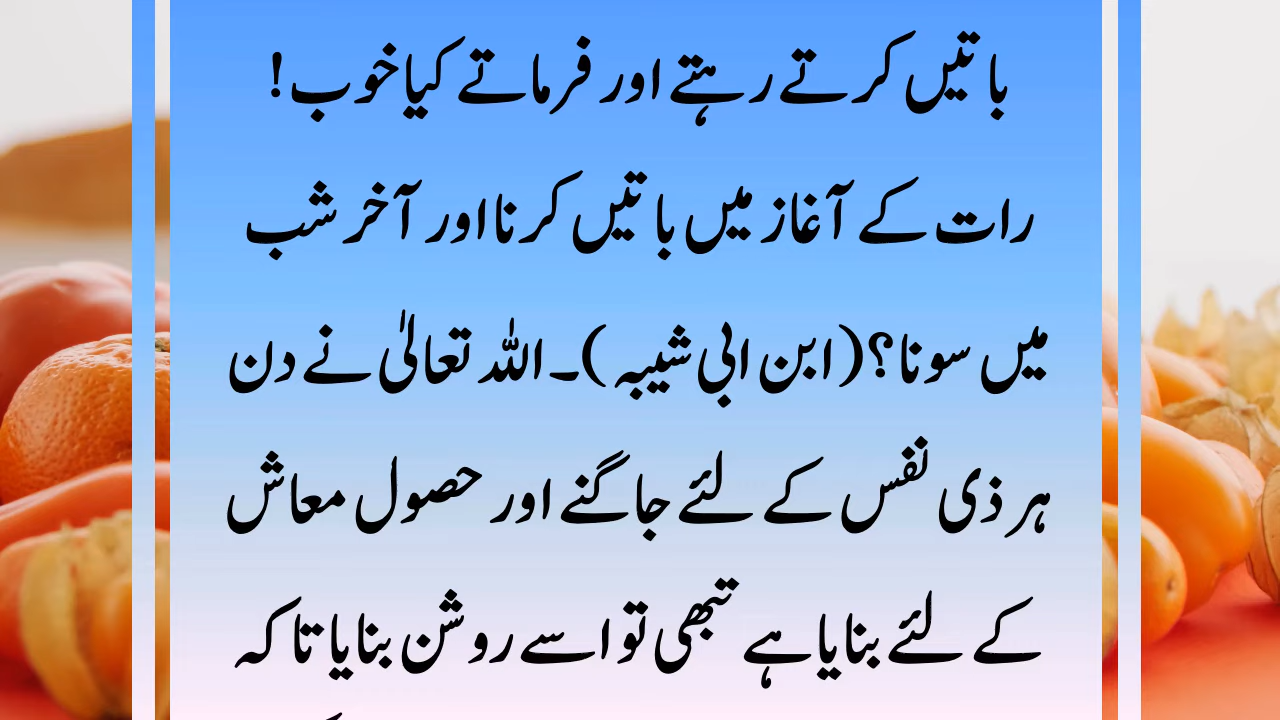 باتیں کرتے رہتے اور فرماتے کیا خوب!
رات کے آغاز میں باتیں کرنا اور آخر شب
میں سونا؟(ابن ابی شیبہ)۔اللہ تعالیٰ نے دن
ہر ذی نفس کے لئے جاگنے اور حصول معاش
کے لئے بنایا ہے تبھی تو اسے روشن بنایا تا کہ